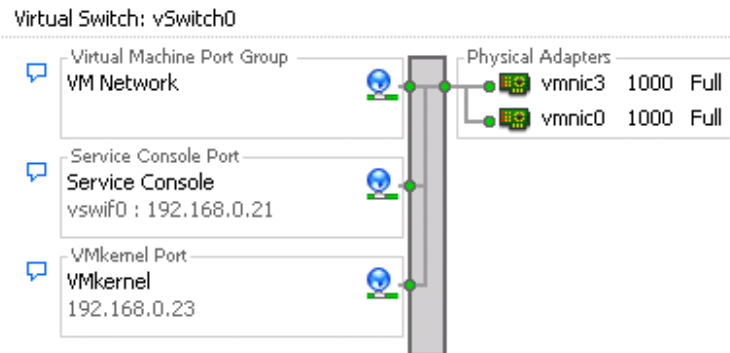 Virtual Switch: vSwitch0
Virtual Machine Port Group
VM Network
Physical Adapters
vmnic3 1000 Full
vmnic0 1000 Full
Service Console Port
Service Console
vswif0 : 192.168.0.21
VMkernel Port
VMkernel
192.168.0.23